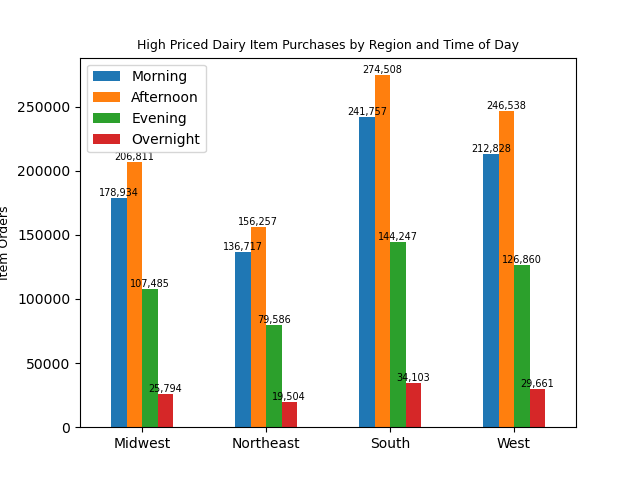 High Priced Dairy Item Purchases by Region and Time of Day
Item Orders
250000
200000
150000
100000
50000
0
Morning
Afternoon
Evening
Overnight
178,934
206,811
107,485
25,794
136,717
156,257
79,586
19,504
241,757
274,508
144,247
34,103
212,828
246,538
126,860
29,661
Midwest
Northeast
South
West